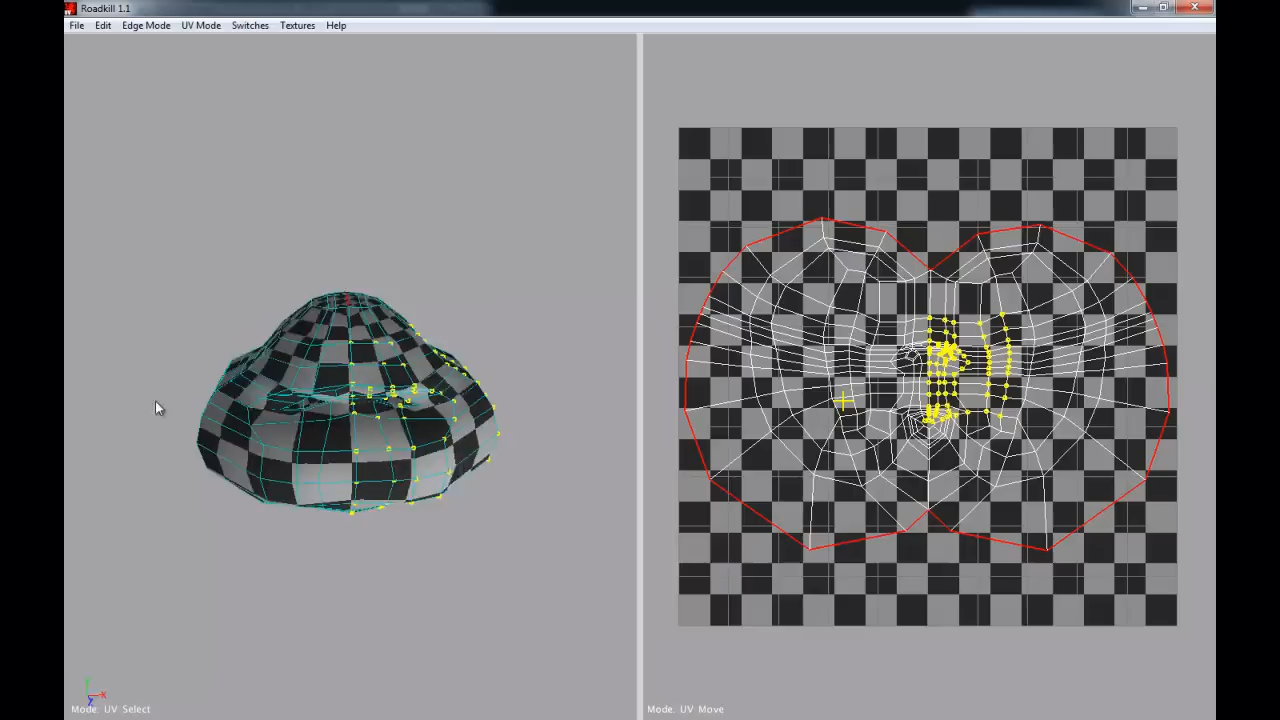 Roadkill 1.1
File Edit Edge Mode UV Mode Switches Textures Help
X
Z
Mode: UV Select
Mode: UV Move